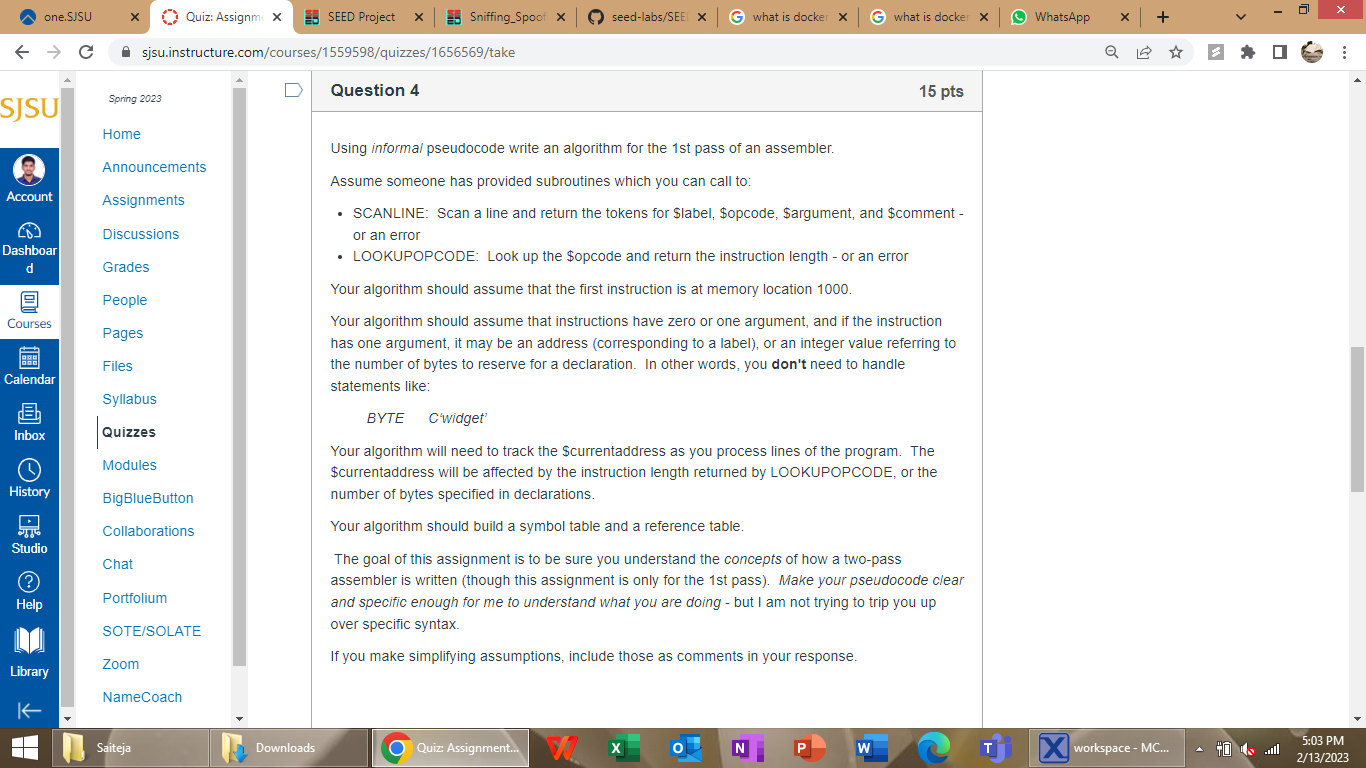 one.SJSU
Quiz: Assignme
SEED Project
Sniffing_Spoof
seed-labs/SEE
what is docker
what is docker
WhatsApp
sjsu.instructure.com/courses/1559598/quizzes/1656569/take
SJSU
Account
Dashboar
d
Courses
Calendar
Inbox
History
Studio
Help
Library
Spring 2023
Home
Announcements
Assignments
Discussions
Grades
People
Pages
Files
Syllabus
Quizzes
Modules
BigBlueButton
Collaborations
Chat
Portfolium
SOTE/SOLATE
Zoom
NameCoach
Question 4 15 pts
Using informal pseudocode write an algorithm for the 1st pass of an assembler.
Assume someone has provided subroutines which you can call to:
• SCANLINE: Scan a line and return the tokens for $label, $opcode, $argument, and $comment -
or an error
• LOOKUPOPCODE: Look up the $opcode and return the instruction length - or an error
Your algorithm should assume that the first instruction is at memory location 1000.
Your algorithm should assume that instructions have zero or one argument, and if the instruction
has one argument, it may be an address (corresponding to a label), or an integer value referring to
the number of bytes to reserve for a declaration. In other words, you don't need to handle
statements like:
BYTE C‘widget’
Your algorithm will need to track the $currentaddress as you process lines of the program. The
$currentaddress will be affected by the instruction length returned by LOOKUPOPCODE, or the
number of bytes specified in declarations.
Your algorithm should build a symbol table and a reference table.
The goal of this assignment is to be sure you understand the concepts of how a two-pass
assembler is written (though this assignment is only for the 1st pass). Make your pseudocode clear
and specific enough for me to understand what you are doing - but I am not trying to trip you up
over specific syntax.
If you make simplifying assumptions, include those as comments in your response.
Saiteja
Downloads
Quiz: Assignment...
workspace - MC...
5:03 PM
2/13/2023